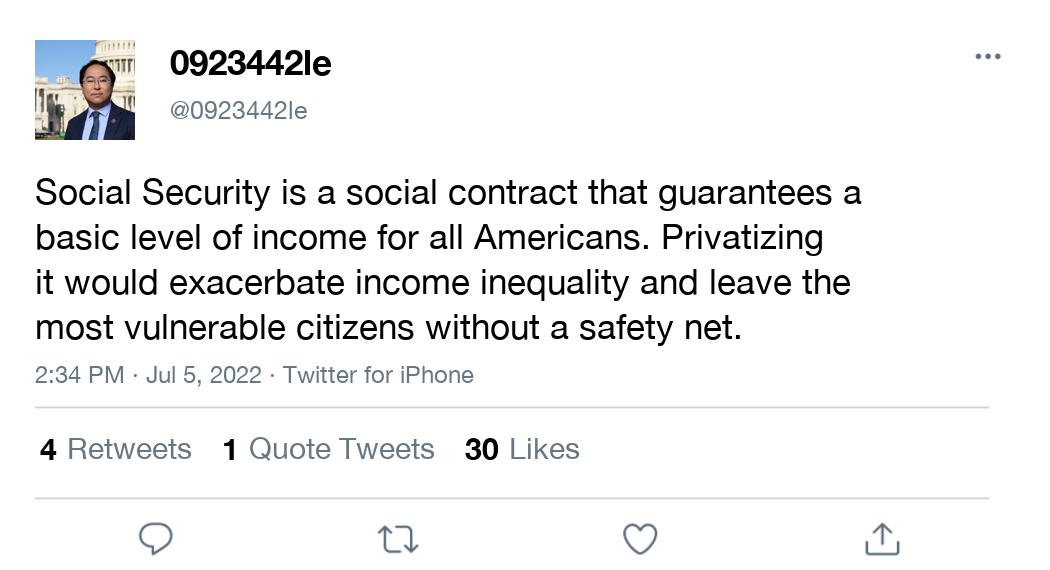 0923442le
@0923442le
Social Security is a social contract that guarantees a
basic level of income for all Americans. Privatizing
it would exacerbate income inequality and leave the
most vulnerable citizens without a safety net.
2:34 PM · Jul 5, 2022 · Twitter for iPhone
4 Retweets 1 Quote Tweets 30 Likes